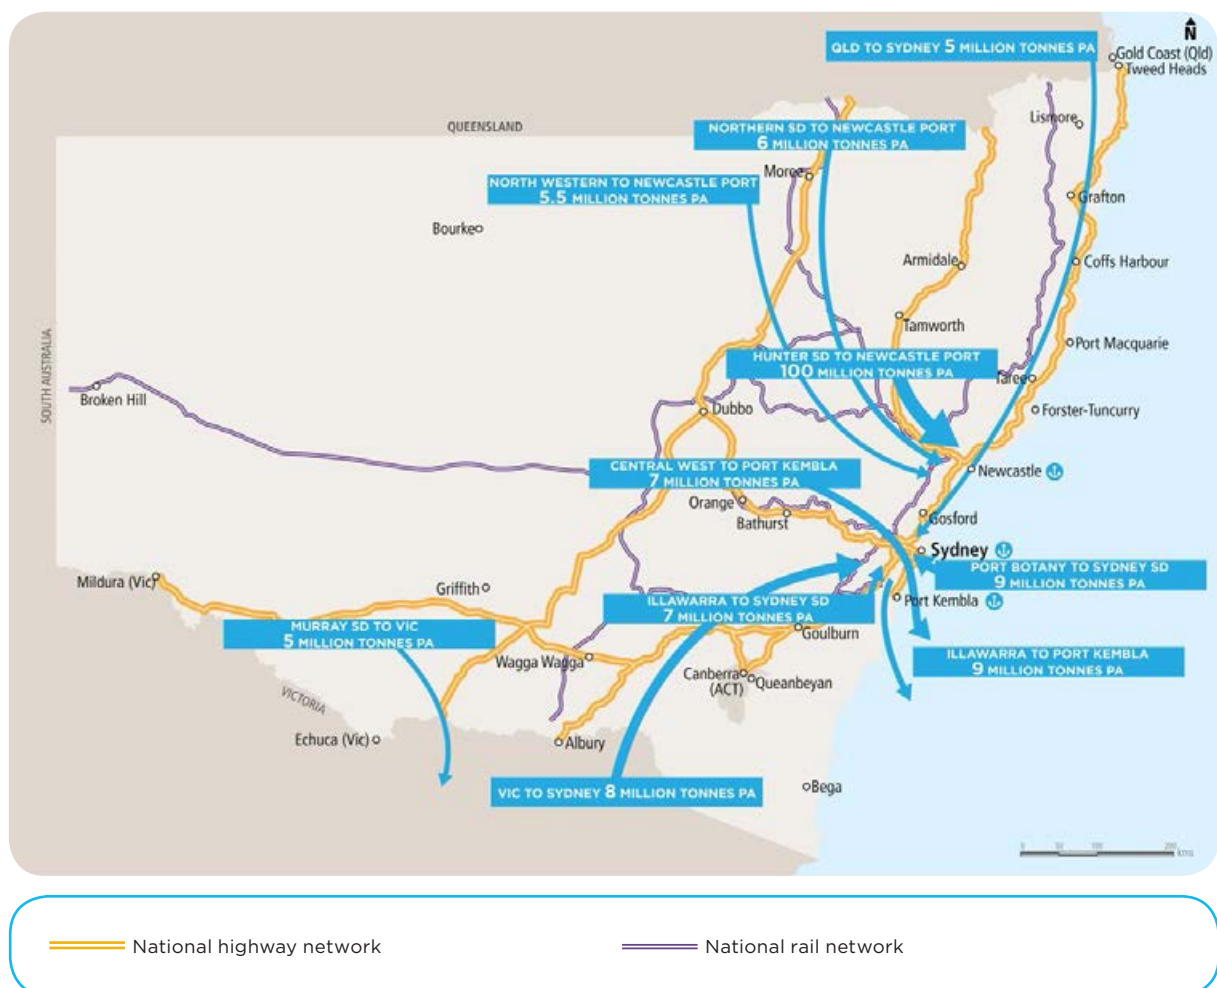 N
QLD TO SYDNEY 5 MILLION TONNES PA
Gold Coast (Qld)
Tweed Heads
QUEENSLAND
Lismore
NORTHERN SD TO NEWCASTLE PORT
6 MILLION TONNES PA
Moree
NORTH WESTERN TO NEWCASTLE PORT
5.5 MILLION TONNES PA
Grafton
Bourke
Armidale
Coffs Harbour
Tamworth
SOUTH AUSTRALIA
Port Macquarie
HUNTER SD TO NEWCASTLE PORT
100 MILLION TONNES PA
Taree
Broken Hill
Dubbo
Forster-Tuncurry
CENTRAL WEST TO PORT KEMBLA
7 MILLION TONNES PA
Newcastle
Orange
Bathurst
Gosford
Sydney
PORT BOTANY TO SYDNEY SD
9 MILLION TONNES PA
Mildura (Vic)
Griffith
ILLAWARRA TO SYDNEY SD
7 MILLION TONNES PA
Port Kembla
MURRAY SD TO VIC
5 MILLION TONNES PA
Goulburn
ILLAWARRA TO PORT KEMBLA
9 MILLION TONNES PA
Wagga Wagga
Canberra
(ACT)
Queanbeyan
VICTORIA
Echuca (Vic)
Albury
VIC TO SYDNEY 8 MILLION TONNES PA
Bega
0 50 100 200
kms
National highway network
National rail network